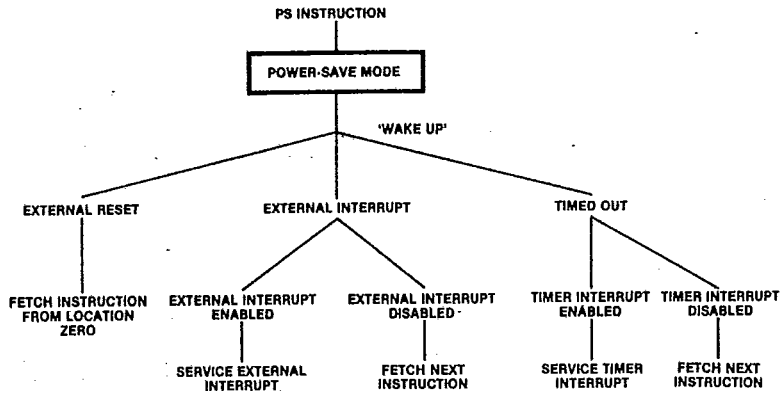 PS INSTRUCTION
POWER-SAVE MODE
'WAKE UP'
EXTERNAL RESET
EXTERNAL INTERRUPT
TIMED OUT
FETCH INSTRUCTION
FROM LOCATION
ZERO
EXTERNAL INTERRUPT
ENABLED
EXTERNAL INTERRUPT
DISABLED
TIMER INTERRUPT
ENABLED
TIMER INTERRUPT
DISABLED
SERVICE EXTERNAL
INTERRUPT
FETCH NEXT
INSTRUCTION
SERVICE TIMER
INTERRUPT
FETCH NEXT
INSTRUCTION